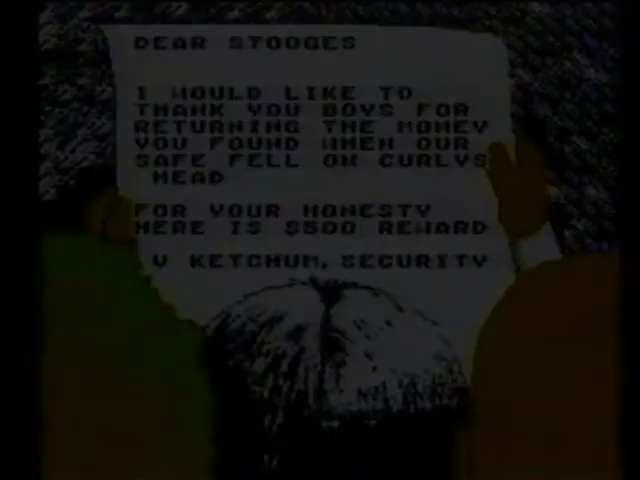 DEAR STOOGES
I WOULD LIKE TO
THANK YOU BOYS FOR
RETURNING THE MONEY
YOU FOUND WHEN OUR
SAFE FELL ON CURLYS
HEAD
FOR YOUR HONESTY
HERE IS $500 REWARD
V KETCHUM, SECURITY